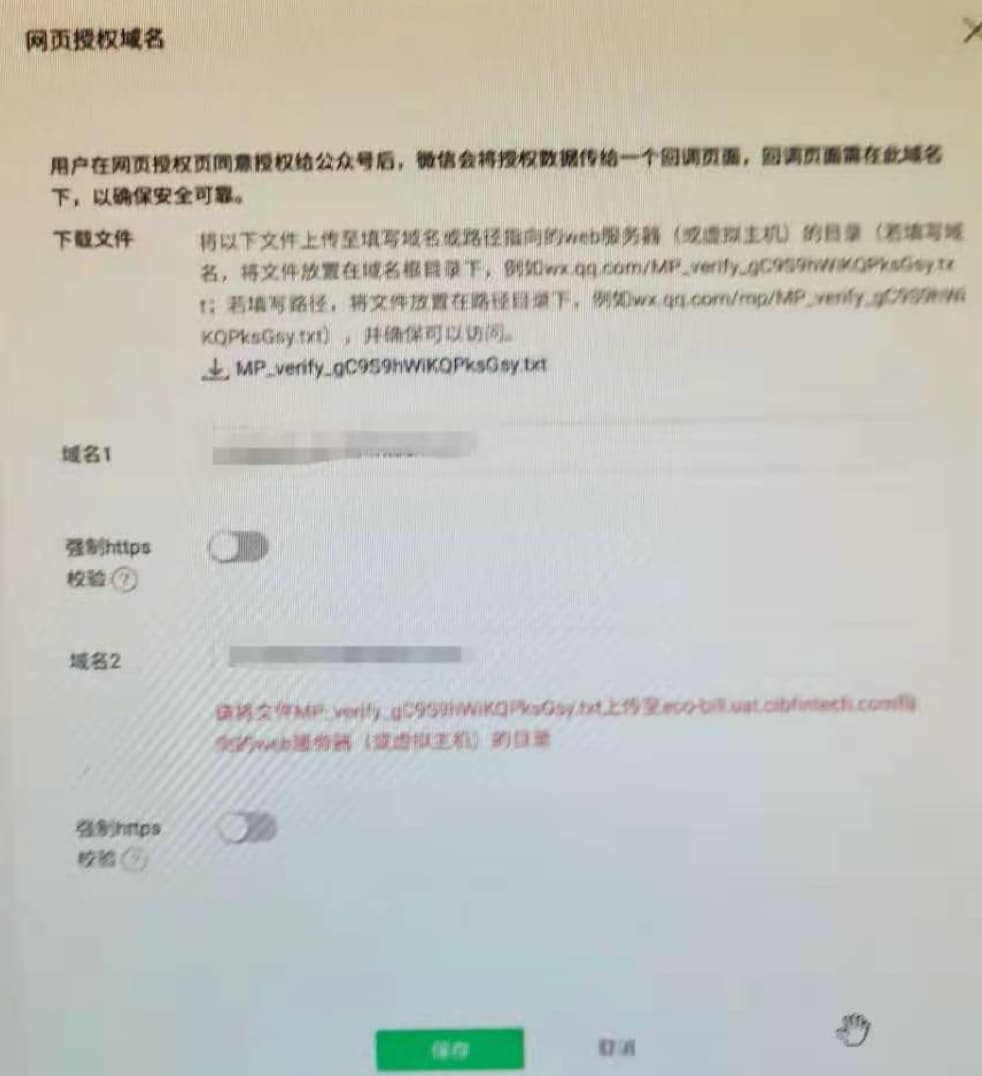 网页授权域名
用户在网页授权页同意授权给公众号后，微信会将授权数据传给一个回调页面，回调页面需在此域名
下，以确保安全可靠。
下载文件
将以下文件上传至填写域名或路径指向的web服务器（或虚拟主机）的目录（若填写域
名，将文件放置在域名根目录下，例如wx.qq.com/MP_verify_gC9S9hWiKQPksGsy.tx
t；若填写路径，将文件放置在路径目录下，例如wx.qq.com/mp/MP_verify_gC9S9hWi
KQPksGsy.txt），并确保可以访问。
MP_verify_gC9S9hWiKQPksGsy.txt
域名1
强制https
校验
域名2
请将文件MP_verify_gC9S9hWiKQPksGsy.txt上传至eco-bill.uat.cibfintech.com指
向的web服务器（或虚拟主机）的目录
强制https
校验
保存
取消